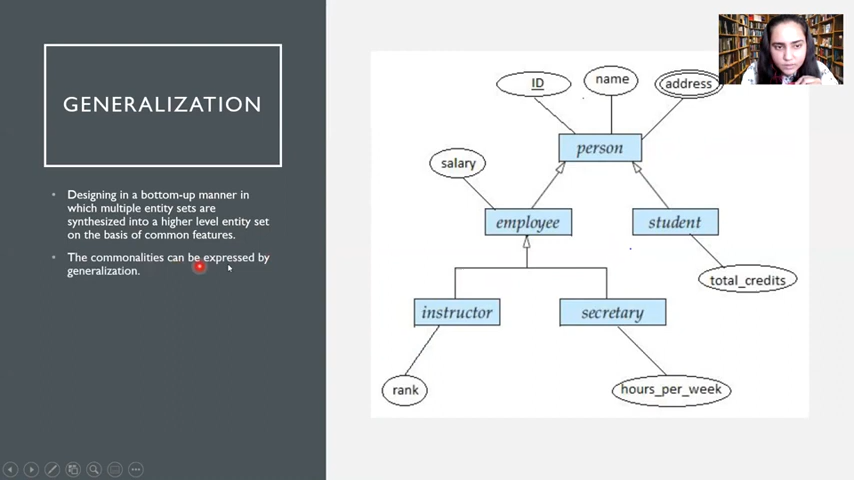 GENERALIZATION
• Designing in a bottom-up manner in
which multiple entity sets are
synthesized into a higher level entity set
on the basis of common features.
• The commonalities can be expressed by
generalization.
ID
name
address
person
salary
employee
student
total_credits
instructor
secretary
rank
hours_per_week